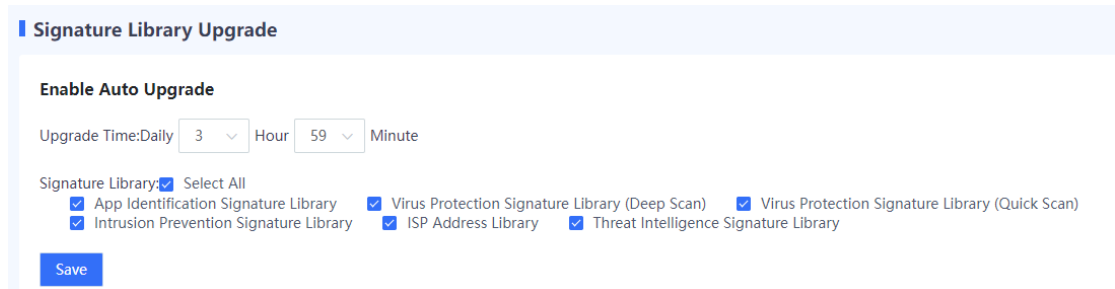 Signature Library Upgrade
Enable Auto Upgrade
Upgrade Time:Daily 3 Hour 59 Minute
Signature Library: Select All
App Identification Signature Library Virus Protection Signature Library (Deep Scan) Virus Protection Signature Library (Quick Scan)
Intrusion Prevention Signature Library ISP Address Library Threat Intelligence Signature Library
Save